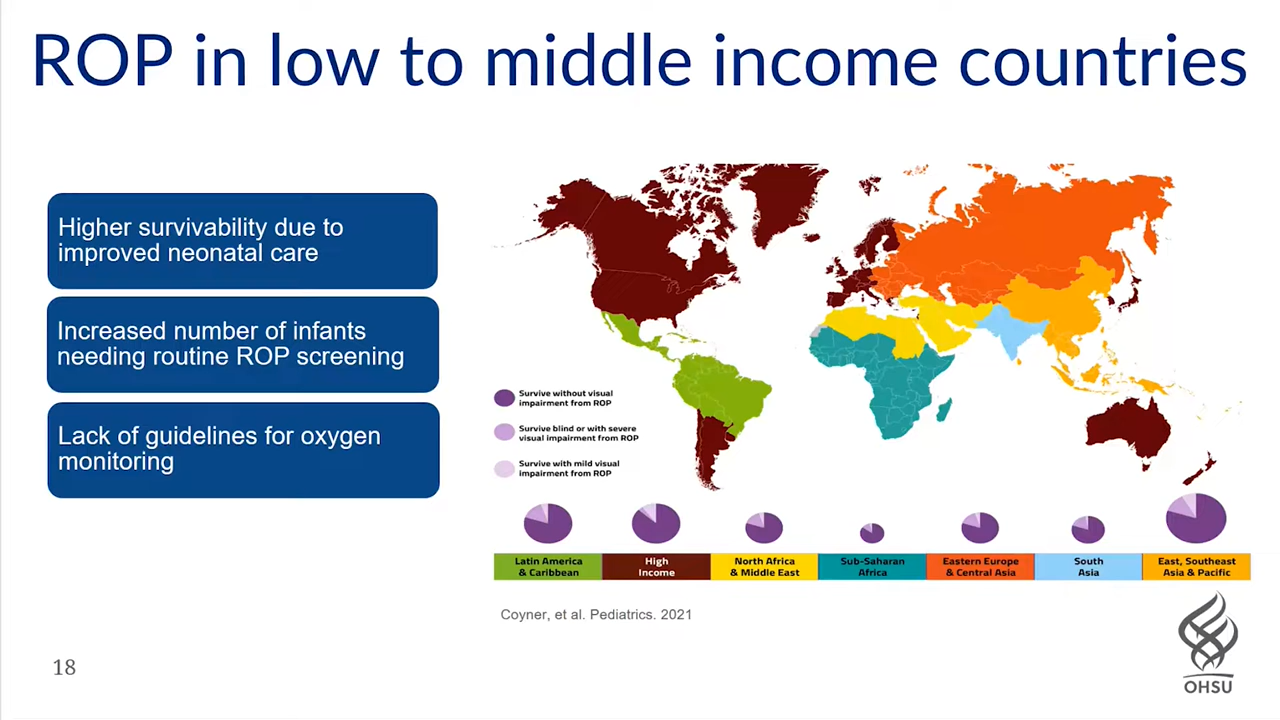 ROP in low to middle income countries
Higher survivability due to
improved neonatal care
Increased number of infants
needing routine ROP screening
Lack of guidelines for oxygen
monitoring
Survive without visual
impairment from ROP
Survive blind or with severe
visual impairment from ROP
Survive with mild visual
impairment from ROP
Latin America
& Caribbean
High
Income
North Africa
& Middle East
Sub-Saharan
Africa
Eastern Europe
& Central Asia
South
Asia
East, Southeast
Asia & Pacific
Coyner, et al. Pediatrics. 2021
18
OHSU